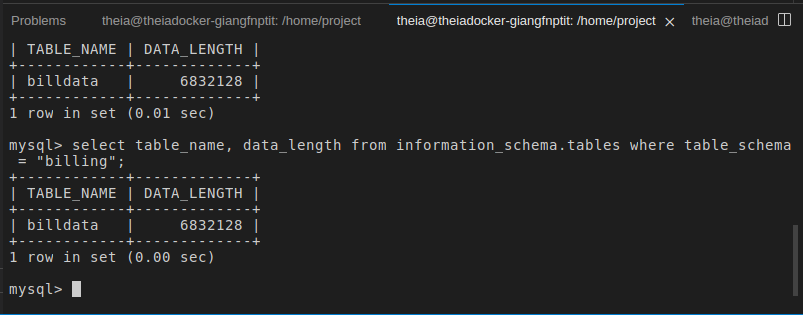 Problems theia@theiadocker-giangfnptit: /home/project theia@theiadocker-giangfnptit: /home/project × theia@theiad
| TABLE_NAME | DATA_LENGTH |
+------------+-------------+
| billdata   |     6832128 |
+------------+-------------+
1 row in set (0.01 sec)
mysql> select table_name, data_length from information_schema.tables where table_schema
 = "billing";
+------------+-------------+
| TABLE_NAME | DATA_LENGTH |
+------------+-------------+
| billdata   |     6832128 |
+------------+-------------+
1 row in set (0.00 sec)
mysql>